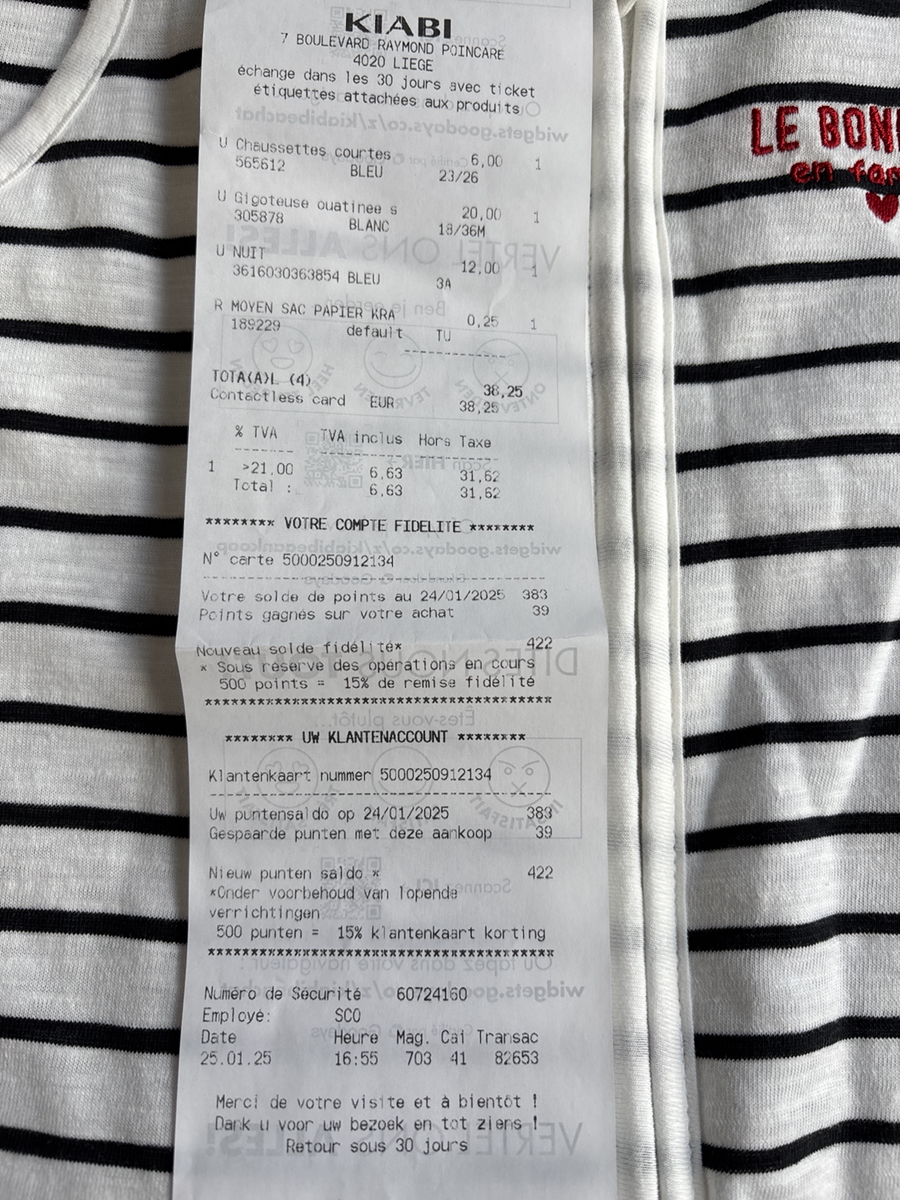 KIABI
7 BOULEVARD RAYMOND POINCARE
4020 LIEGE
échange dans les 30 jours avec ticket
étiquettes attachées aux produits
U Chaussettes courtes 6,00 1
565612 BLEU 23/26
U Gigoteuse ouatinee s 20,00 1
305878 BLANC 18/36M
U NUIT 12,00 1
3616030363854 BLEU 3A
R MOYEN SAC PAPIER KRA 0,25 1
189229 default TU
--------------
TOTA(A)L (4) 38,25
Contactless card EUR 38,25
% TVA TVA inclus Hors Taxe
1 >21,00 6,63 31,62
Total : 6,63 31,62
******** VOTRE COMPTE FIDELITE ********
N° carte 5000250912134
Votre solde de points au 24/01/2025 383
Points gagnés sur votre achat 39
Nouveau solde fidélité* 422
* Sous réserve des opérations en cours
500 points = 15% de remise fidélité
****************************************
******** UW KLANTENACCOUNT ********
Klantenkaart nummer 5000250912134
Uw puntensaldo op 24/01/2025 383
Gespaarde punten met deze aankoop 39
Nieuw punten saldo * 422
*Onder voorbehoud van lopende
verrichtingen
500 punten = 15% klantenkaart korting
****************************************
Numéro de Sécurité 60724160
Employé: SCO
Date Heure Mag. Cai Transac
25.01.25 16:55 703 41 82653
Merci de votre visite et à bientôt !
Dank u voor uw bezoek en tot ziens !
Retour sous 30 jours
LE BON
en fam